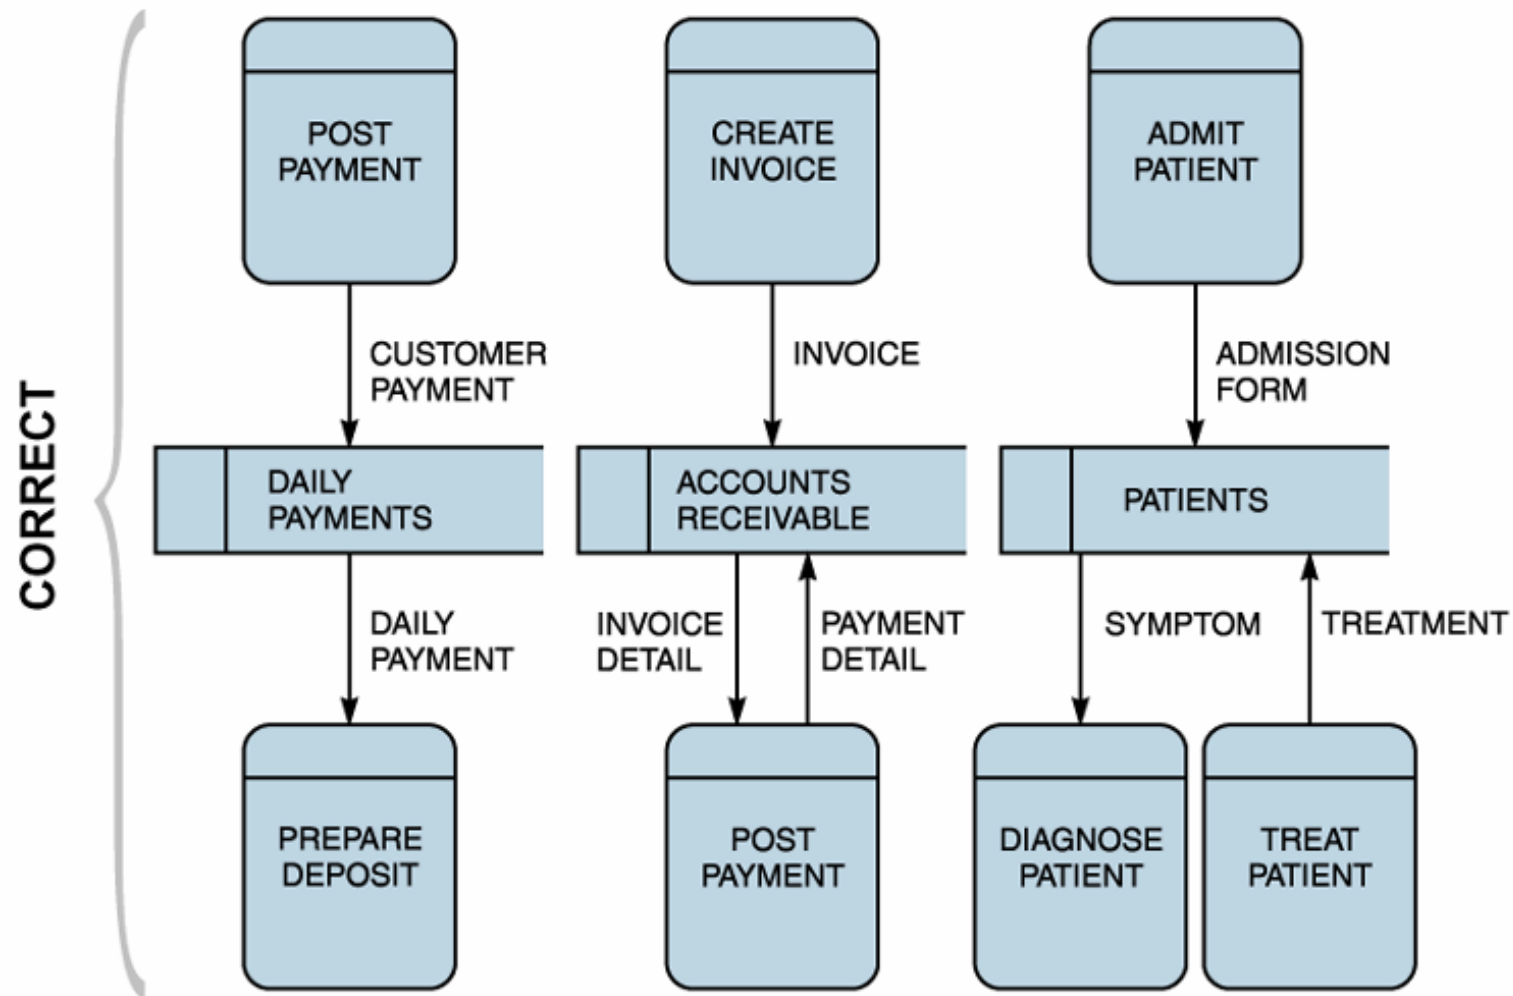 CORRECT
POST
PAYMENT
CREATE
INVOICE
ADMIT
PATIENT
CUSTOMER
PAYMENT
INVOICE
ADMISSION
FORM
DAILY
PAYMENTS
ACCOUNTS
RECEIVABLE
PATIENTS
DAILY
PAYMENT
INVOICE
DETAIL
PAYMENT
DETAIL
SYMPTOM
TREATMENT
PREPARE
DEPOSIT
POST
PAYMENT
DIAGNOSE
PATIENT
TREAT
PATIENT